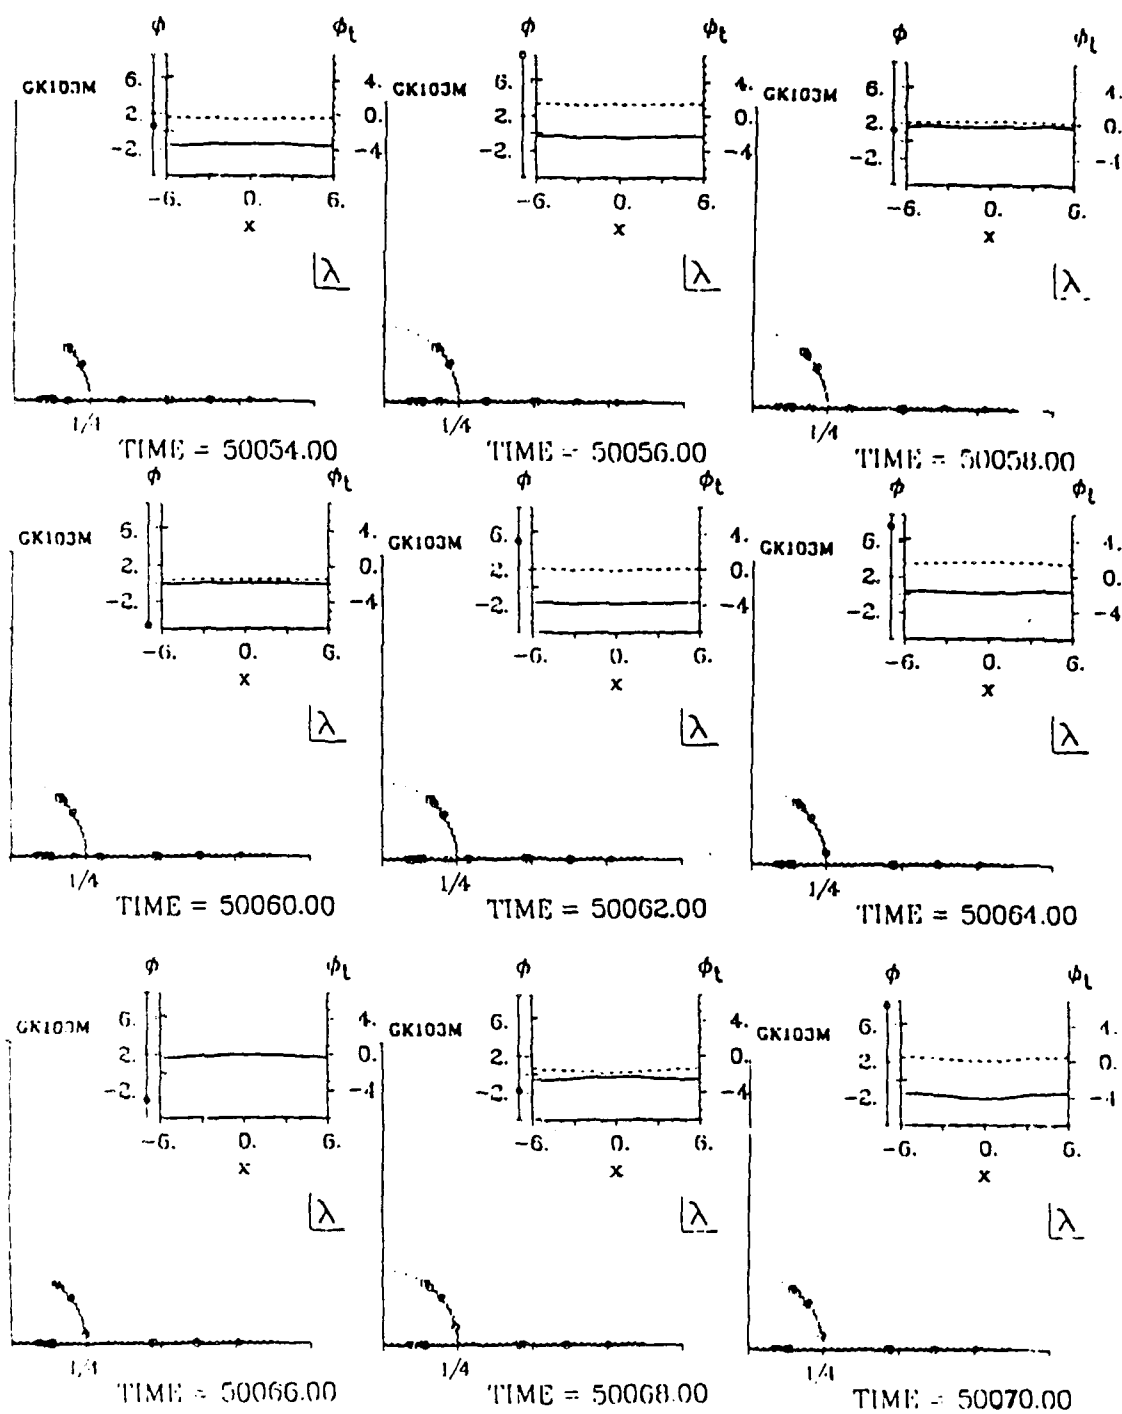 ϕ ϕt ϕ ϕt ϕ ϕt
GK103M 6. 2. -2. 4. 0. -4
-6. 0. 6.
x
λ
1/4
TIME = 50054.00
GK103M 6. 2. -2. 4. 0. -4
-6. 0. 6.
x
λ
1/4
TIME = 50056.00
GK103M 6. 2. -2. 4. 0. -4
-6. 0. 6.
x
λ
1/4
TIME = 50058.00
ϕ ϕt ϕ ϕt ϕ ϕt
GK103M 6. 2. -2. 4. 0. -4
-6. 0. 6.
x
λ
1/4
TIME = 50060.00
GK103M 6. 2. -2. 4. 0. -4
-6. 0. 6.
x
λ
1/4
TIME = 50062.00
GK103M 6. 2. -2. 4. 0. -4
-6. 0. 6.
x
λ
1/4
TIME = 50064.00
ϕ ϕt ϕ ϕt ϕ ϕt
GK103M 6. 2. -2. 4. 0. -4
-6. 0. 6.
x
λ
1/4
TIME = 50066.00
GK103M 6. 2. -2. 4. 0. -4
-6. 0. 6.
x
λ
1/4
TIME = 50068.00
GK103M 6. 2. -2. 4. 0. -4
-6. 0. 6.
x
λ
1/4
TIME = 50070.00